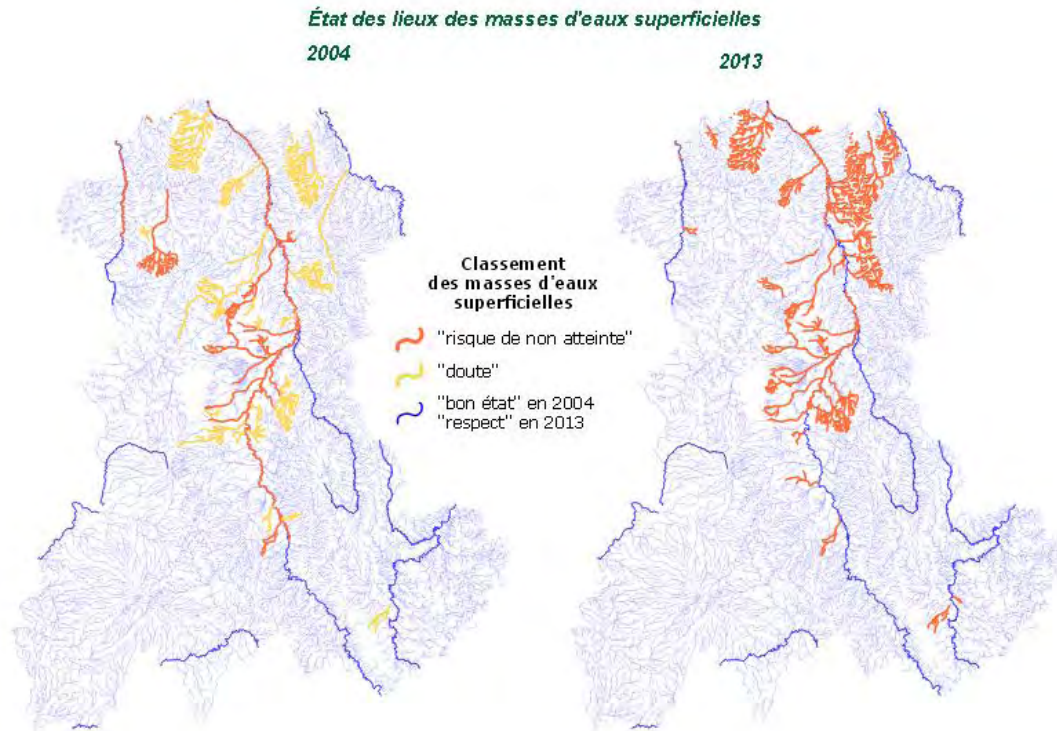 État des lieux des masses d'eaux superficielles
2004
2013
Classement
des masses d'eaux
superficielles
"risque de non atteinte"
"doute"
"bon état" en 2004
"respect" en 2013